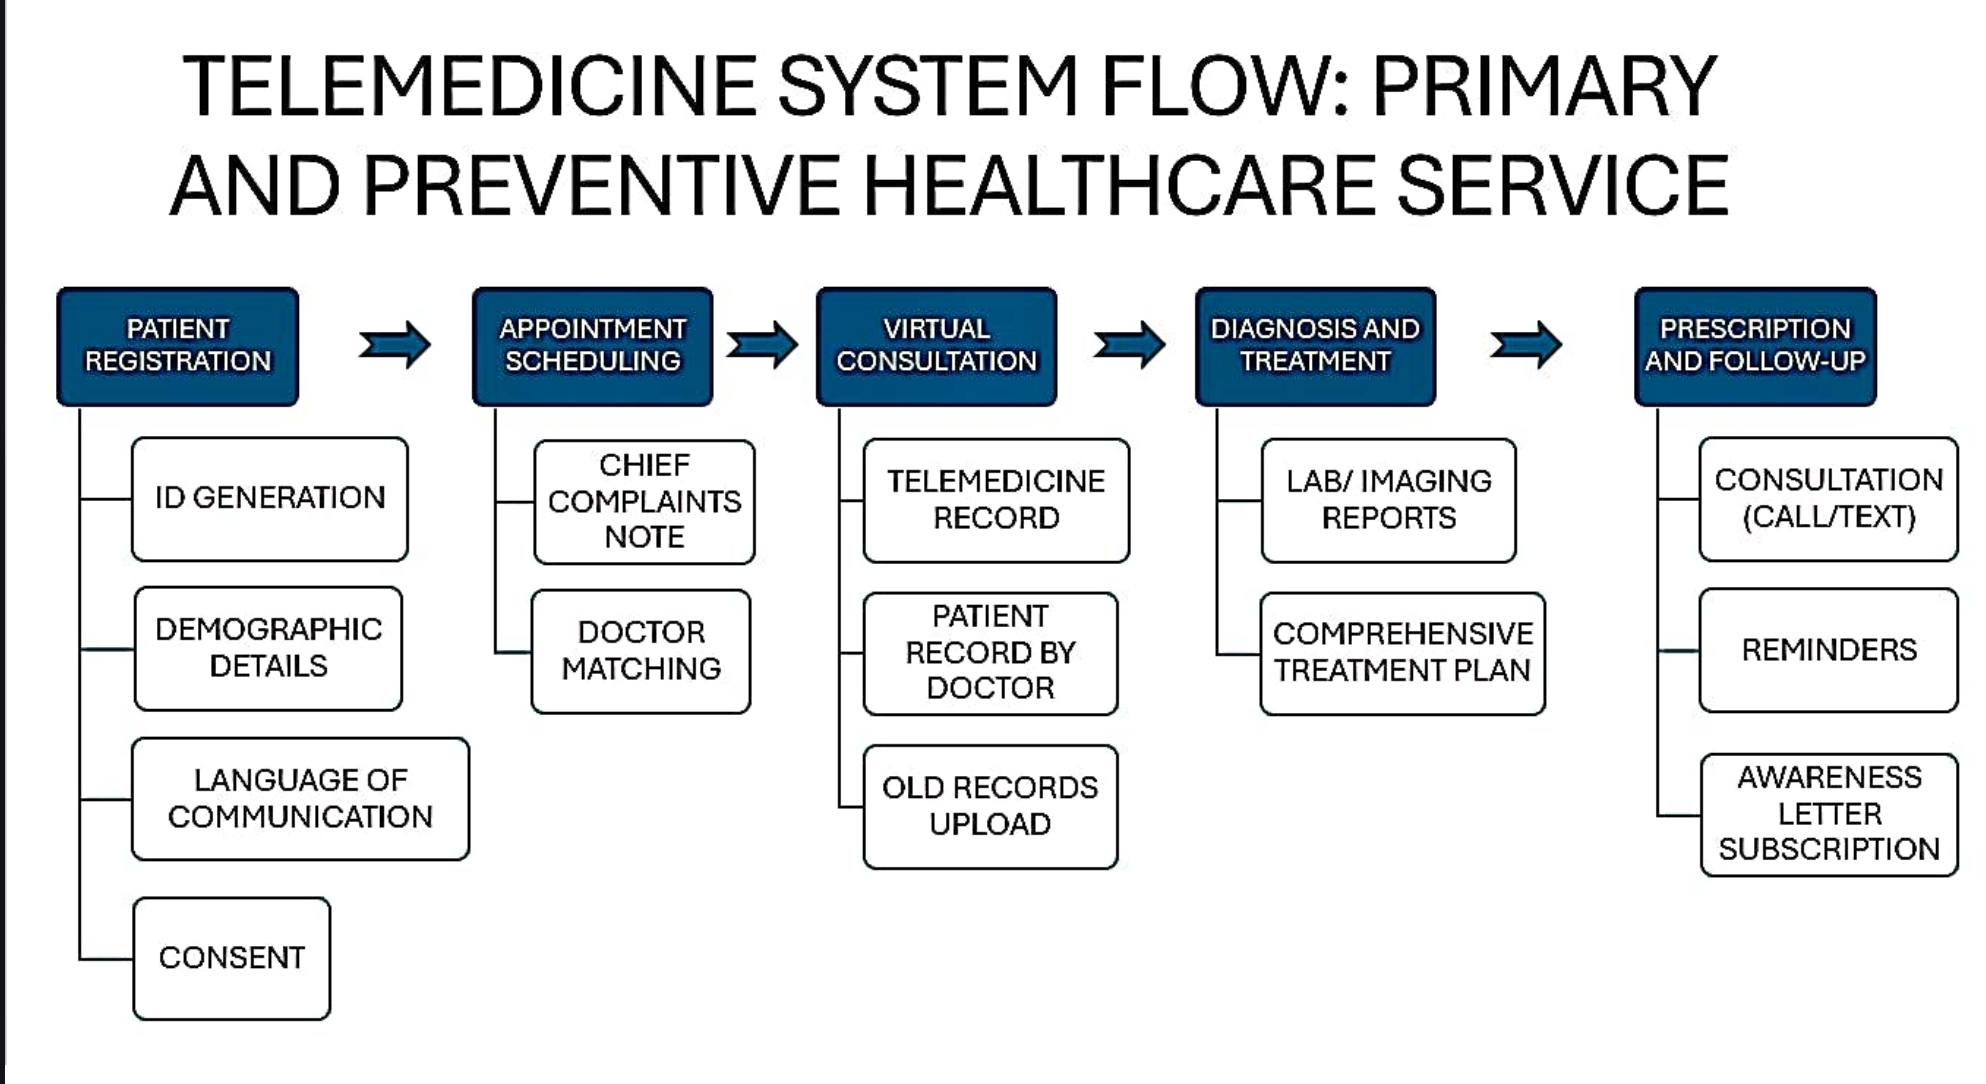 TELEMEDICINE SYSTEM FLOW: PRIMARY
AND PREVENTIVE HEALTHCARE SERVICE
PATIENT
REGISTRATION
ID GENERATION
DEMOGRAPHIC
DETAILS
LANGUAGE OF
COMMUNICATION
CONSENT
APPOINTMENT
SCHEDULING
CHIEF
COMPLAINTS
NOTE
DOCTOR
MATCHING
VIRTUAL
CONSULTATION
TELEMEDICINE
RECORD
PATIENT
RECORD BY
DOCTOR
OLD RECORDS
UPLOAD
DIAGNOSIS AND
TREATMENT
LAB/ IMAGING
REPORTS
COMPREHENSIVE
TREATMENT PLAN
PRESCRIPTION
AND FOLLOW-UP
CONSULTATION
(CALL/TEXT)
REMINDERS
AWARENESS
LETTER
SUBSCRIPTION